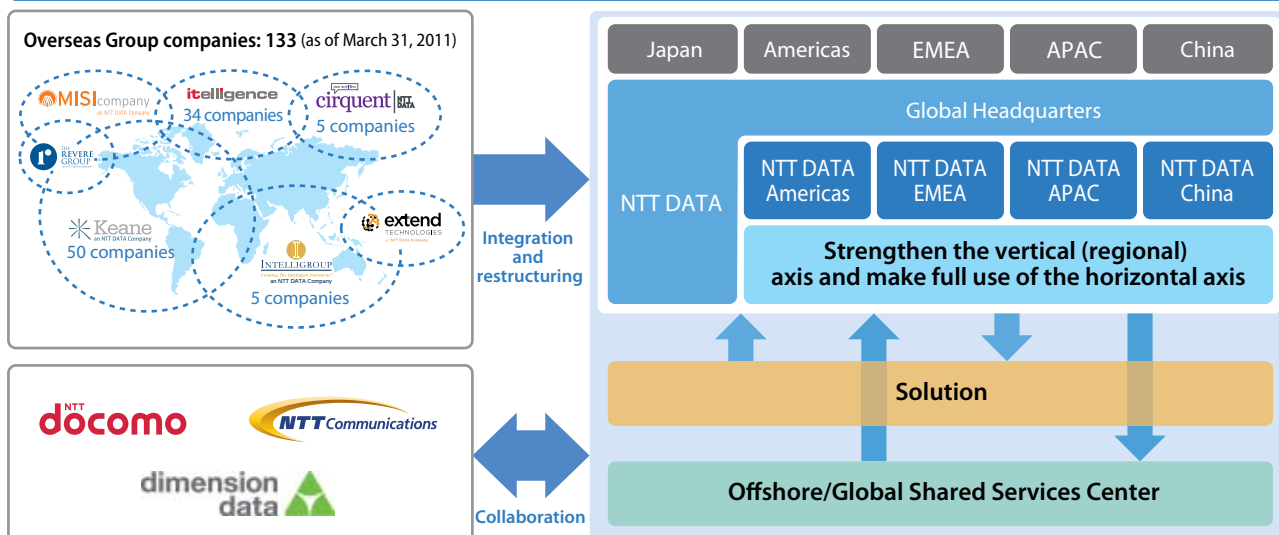 Overseas Group companies: 133 (as of March 31, 2011)
MISI company
an NTT DATA Company
itelligence
34 companies
cirquent NTT DATA
5 companies
THE REVERE GROUP
Keane
an NTT DATA Company
50 companies
extend
TECHNOLOGIES
INTELLIGROUP
an NTT DATA Company
5 companies
Integration
and
restructuring
NTT
döcomo
NTT Communications
dimension
data
Collaboration
Japan
Americas
EMEA
APAC
China
Global Headquarters
NTT DATA
NTT DATA
Americas
NTT DATA
EMEA
NTT DATA
APAC
NTT DATA
China
Strengthen the vertical (regional)
axis and make full use of the horizontal axis
Solution
Offshore/Global Shared Services Center